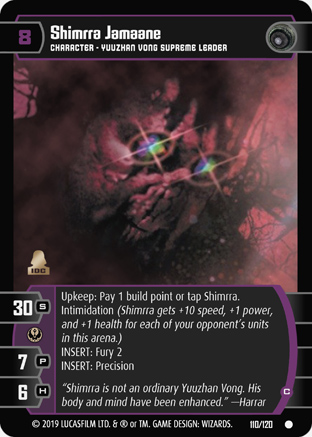 8
Shimrra Jamaane
CHARACTER - YUUZHAN VONG SUPREME LEADER
IDC
30 S
7 P
6 H
Upkeep: Pay 1 build point or tap Shimrra.
Intimidation (Shimrra gets +10 speed, +1 power,
and +1 health for each of your opponent's units
in this arena.)
INSERT: Fury 2
INSERT: Precision
"Shimrra is not an ordinary Yuuzhan Vong. His
body and mind have been enhanced." —Harrar
C
© 2019 LUCASFILM LTD. & ® or TM. GAME DESIGN: WIZARDS.
110/120